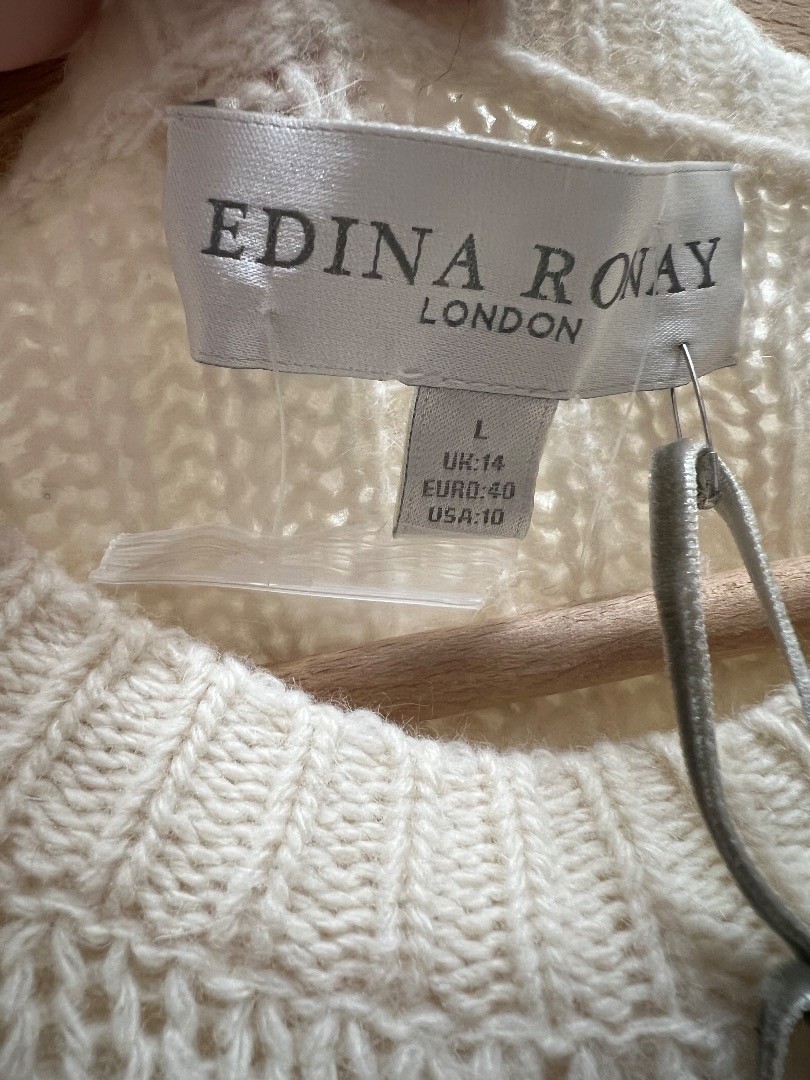 EDINA RONAY
LONDON
L
UK:14
EURO:40
USA:10